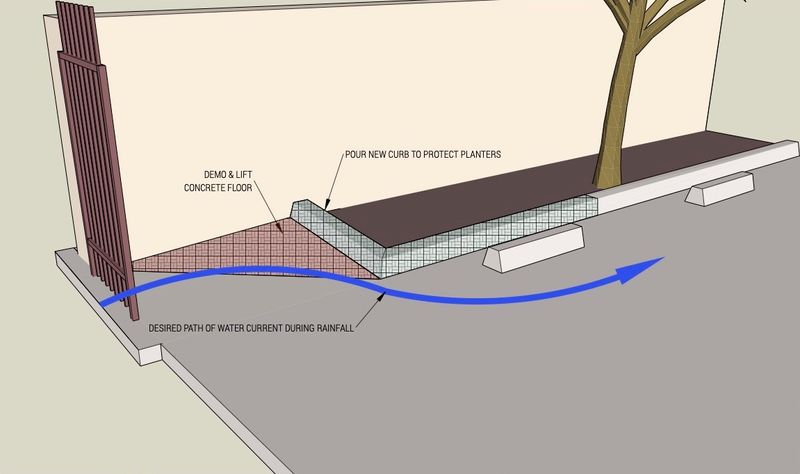 POUR NEW CURB TO PROTECT PLANTERS
DEMO & LIFT
CONCRETE FLOOR
DESIRED PATH OF WATER CURRENT DURING RAINFALL